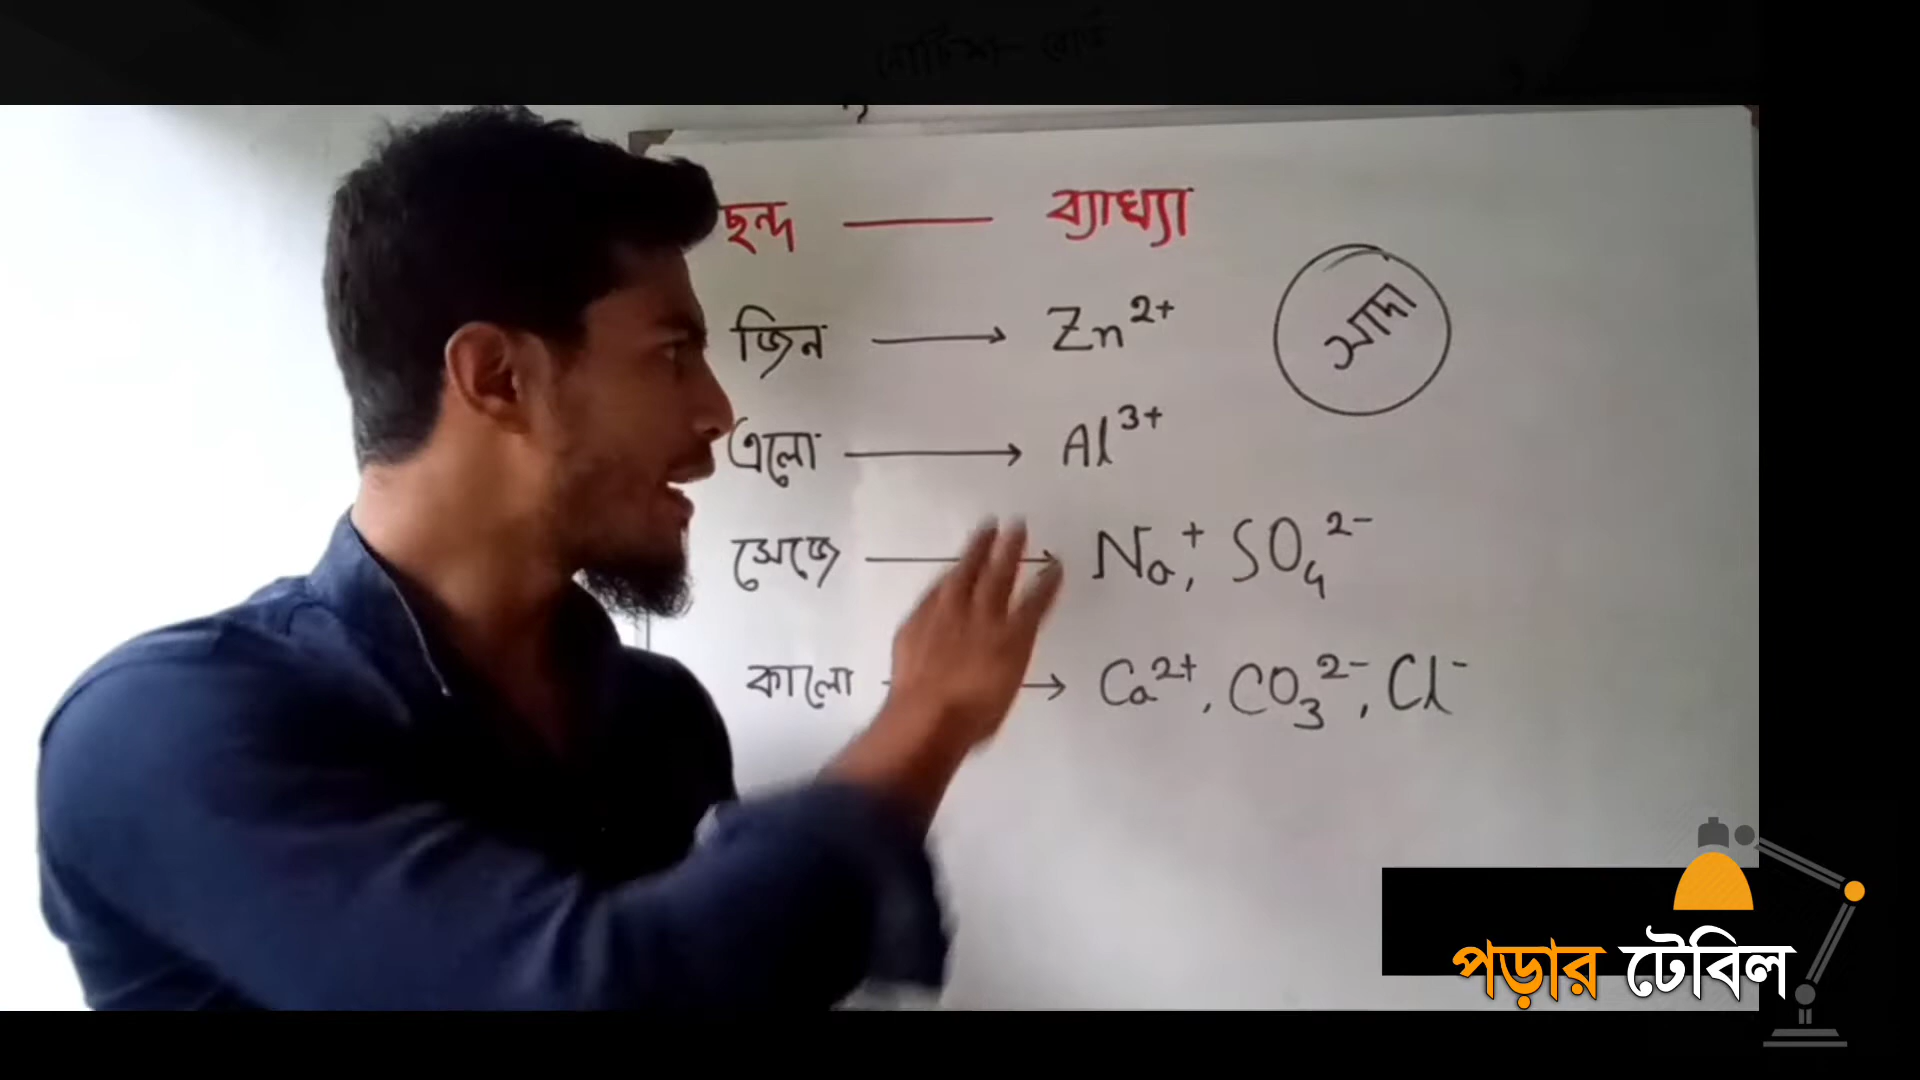 ছন্দ — ব্যাখ্যা
জিন → Zn²⁺
সাদা
এলো → Al³⁺
সেজে → Na⁺, SO₄²⁻
কালো → Ca²⁺, CO₃²⁻, Cl⁻
পড়ার টেবিল